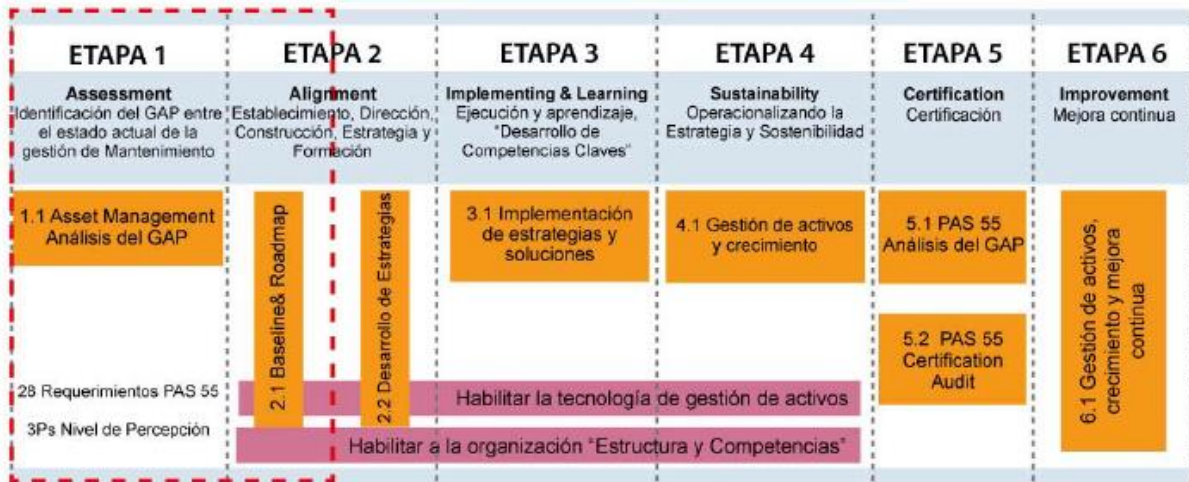 ETAPA 1
ETAPA 2
ETAPA 3
ETAPA 4
ETAPA 5
ETAPA 6
Assessment
Identificación del GAP entre
el estado actual de la
gestión de Mantenimiento
Alignment
Establecimiento, Dirección,
Construcción, Estrategia y
Formación
Implementing & Learning
Ejecución y aprendizaje,
"Desarrollo de
Competencias Claves"
Sustainability
Operacionalizando la
Estrategia y Sostenibilidad
Certification
Certificación
Improvement
Mejora continua
1.1 Asset Management
Análisis del GAP
2.1 Baseline& Roadmap
2.2 Desarrollo de Estrategias
3.1 Implementación
de estrategias y
soluciones
4.1 Gestión de activos
y crecimiento
5.1 PAS 55
Análisis del GAP
5.2 PAS 55
Certification
Audit
6.1 Gestión de activos,
crecimiento y mejora
continua
28 Requerimientos PAS 55
3Ps Nivel de Percepción
Habilitar la tecnología de gestión de activos
Habilitar a la organización "Estructura y Competencias"